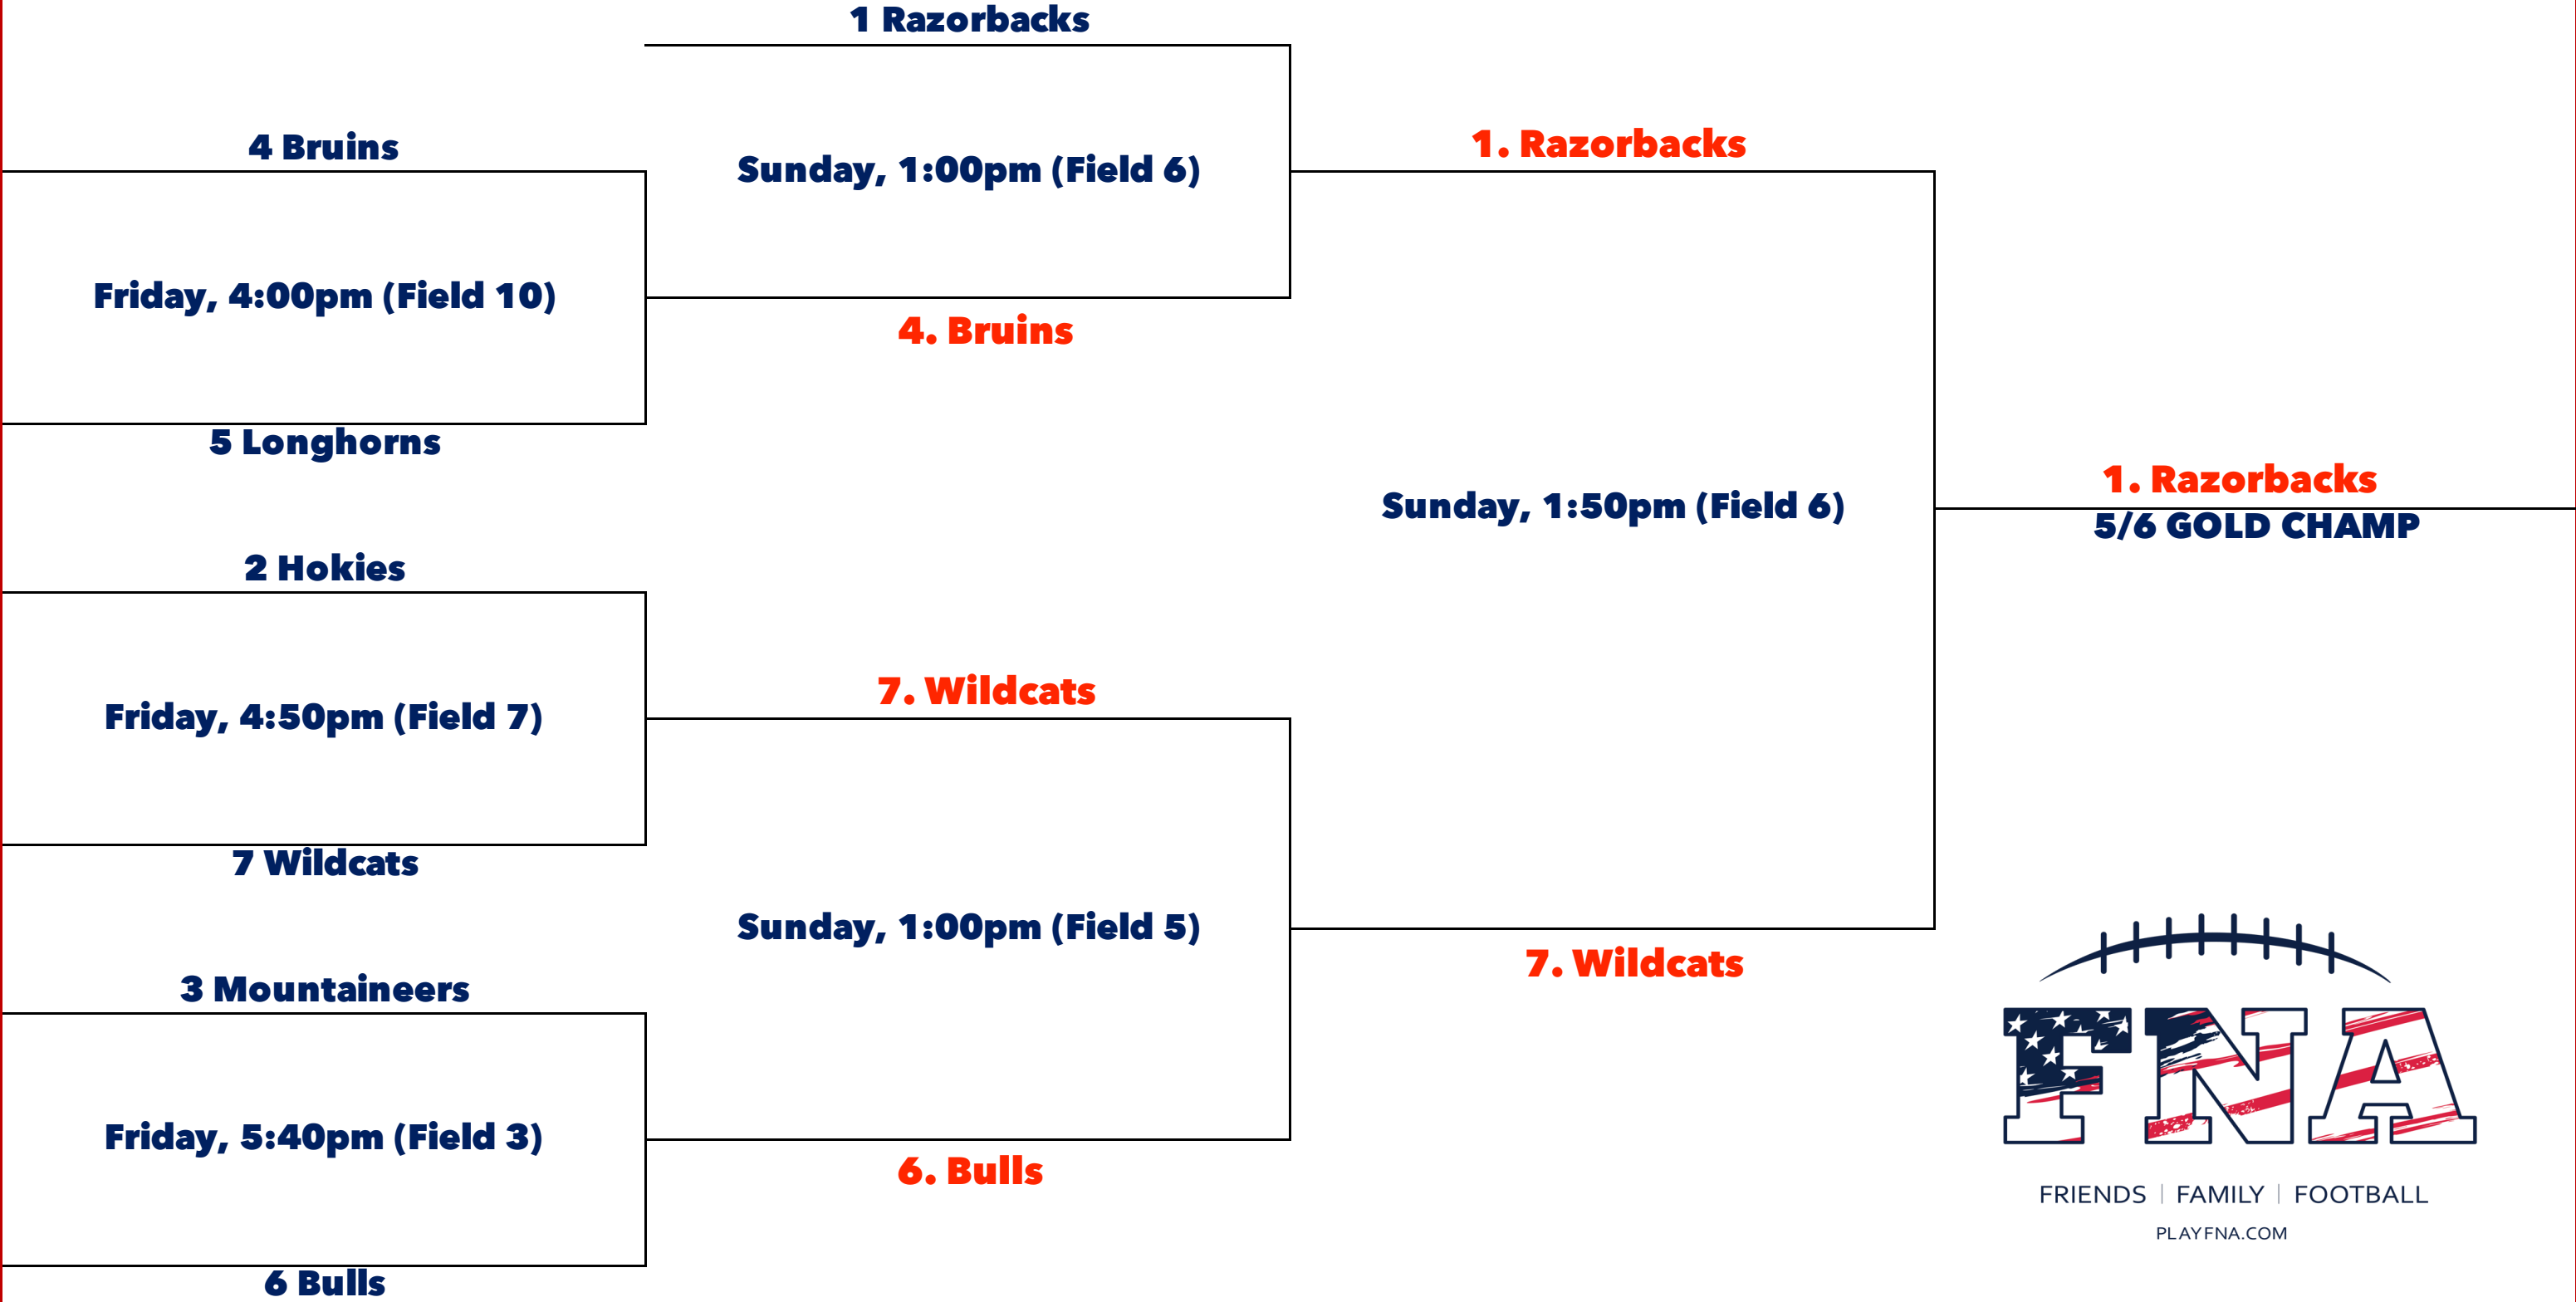 1 Razorbacks
4 Bruins
1. Razorbacks
Sunday, 1:00pm (Field 6)
Friday, 4:00pm (Field 10)
4. Bruins
5 Longhorns
1. Razorbacks
Sunday, 1:50pm (Field 6)
5/6 GOLD CHAMP
2 Hokies
7. Wildcats
Friday, 4:50pm (Field 7)
7 Wildcats
Sunday, 1:00pm (Field 5)
7. Wildcats
3 Mountaineers
FNA
Friday, 5:40pm (Field 3)
6. Bulls
FRIENDS | FAMILY | FOOTBALL
PLAYFNA.COM
6 Bulls